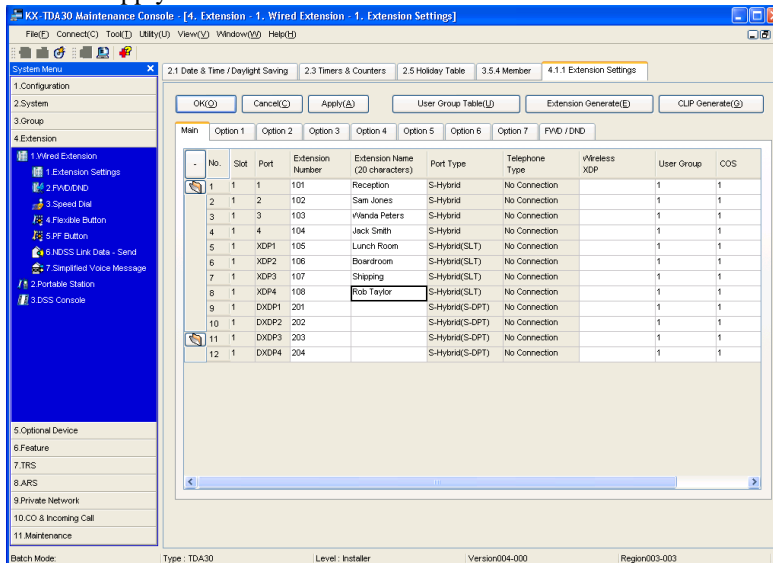 KX-TDA30 Maintenance Console - [4. Extension - 1. Wired Extension - 1. Extension Settings]
File(F) Connect(C) Tool(T) Utility(U) View(V) Window(W) Help(H)
System Menu X
2.1 Date & Time / Daylight Saving 2.3 Timers & Counters 2.5 Holiday Table 3.5.4 Member 4.1.1 Extension Settings
1.Configuration
2.System
3.Group
4.Extension
1.Wired Extension
1.Extension Settings
2.FWD/DND
3.Speed Dial
4.Flexible Button
5.PF Button
6.NDSS Link Data - Send
7.Simplified Voice Message
2.Portable Station
3.DSS Console
5.Optional Device
6.Feature
7.TRS
8.ARS
9.Private Network
10.CO & Incoming Call
11.Maintenance
OK(O) Cancel(C) Apply(A) User Group Table(U) Extension Generate(E) CLIP Generate(G)
Main Option 1 Option 2 Option 3 Option 4 Option 5 Option 6 Option 7 FWD / DND
- No. Slot Port Extension Number Extension Name (20 characters) Port Type Telephone Type Wireless XDP User Group COS
1 1 1 101 Reception S-Hybrid No Connection 1 1
2 1 2 102 Sam Jones S-Hybrid No Connection 1 1
3 1 3 103 Wanda Peters S-Hybrid No Connection 1 1
4 1 4 104 Jack Smith S-Hybrid No Connection 1 1
5 1 XDP1 105 Lunch Room S-Hybrid(SLT) No Connection 1 1
6 1 XDP2 106 Boardroom S-Hybrid(SLT) No Connection 1 1
7 1 XDP3 107 Shipping S-Hybrid(SLT) No Connection 1 1
8 1 XDP4 108 Rob Taylor S-Hybrid(SLT) No Connection 1 1
9 1 DXDP1 201 S-Hybrid(S-DPT) No Connection 1 1
10 1 DXDP2 202 S-Hybrid(S-DPT) No Connection 1 1
11 1 DXDP3 203 S-Hybrid(S-DPT) No Connection 1 1
12 1 DXDP4 204 S-Hybrid(S-DPT) No Connection 1 1
Batch Mode: Type : TDA30 Level : Installer Version004-000 Region003-003